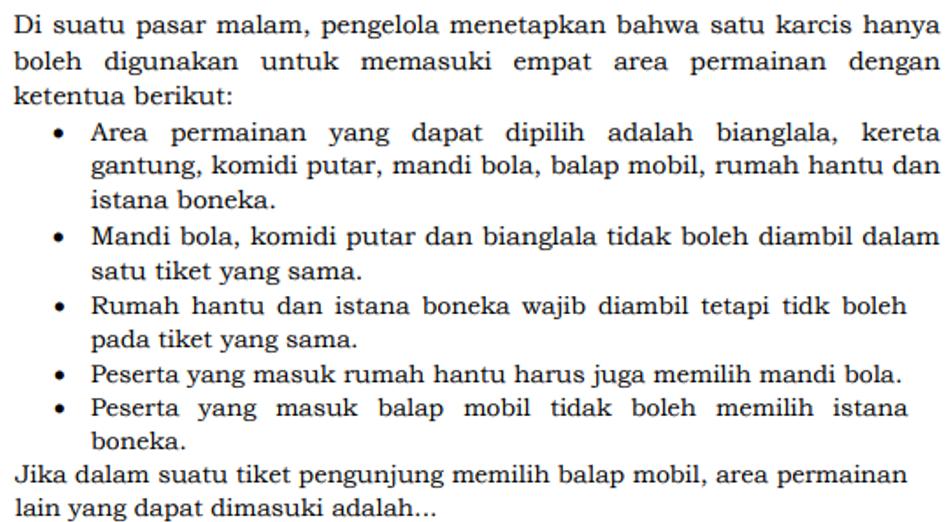 Di suatu pasar malam, pengelola menetapkan bahwa satu karcis hanya
boleh digunakan untuk memasuki empat area permainan dengan
ketentua berikut:
• Area permainan yang dapat dipilih adalah bianglala, kereta
gantung, komidi putar, mandi bola, balap mobil, rumah hantu dan
istana boneka.
• Mandi bola, komidi putar dan bianglala tidak boleh diambil dalam
satu tiket yang sama.
• Rumah hantu dan istana boneka wajib diambil tetapi tidk boleh
pada tiket yang sama.
• Peserta yang masuk rumah hantu harus juga memilih mandi bola.
• Peserta yang masuk balap mobil tidak boleh memilih istana
boneka.
Jika dalam suatu tiket pengunjung memilih balap mobil, area permainan
lain yang dapat dimasuki adalah...